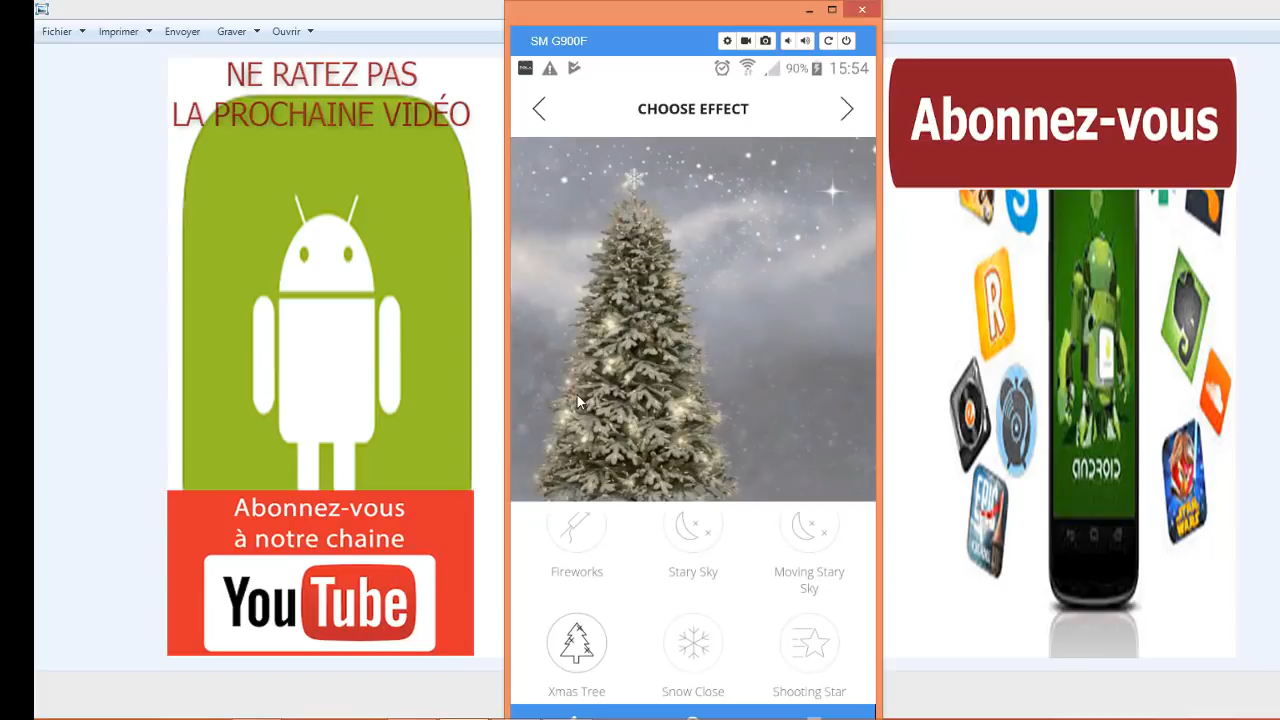 Fichier Imprimer Envoyer Graver Ouvrir
NE RATEZ PAS
LA PROCHAINE VIDÉO
Abonnez-vous
à notre chaine
YouTube
SM G900F
90% 15:54
CHOOSE EFFECT
Fireworks
Stary Sky
Moving Stary
Sky
Xmas Tree
Snow Close
Shooting Star
Abonnez-vous
ANDROID
STAR
WARS